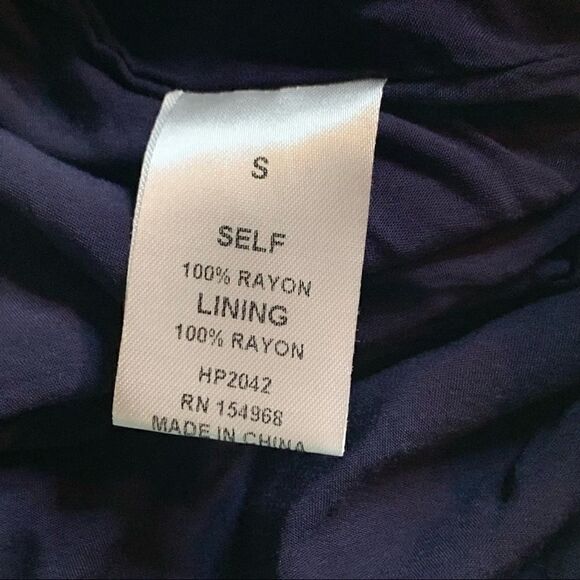 S
SELF
100% RAYON
LINING
100% RAYON
HP2042
RN 154968
MADE IN CHINA